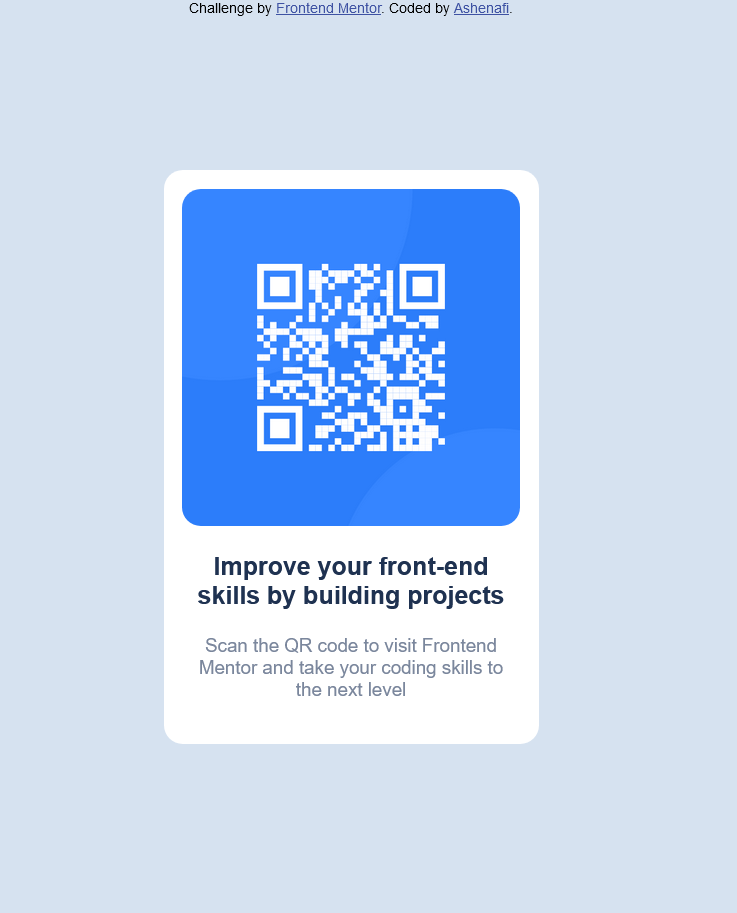 Challenge by Frontend Mentor. Coded by Ashenafi.
Improve your front-end
skills by building projects
Scan the QR code to visit Frontend
Mentor and take your coding skills to
the next level